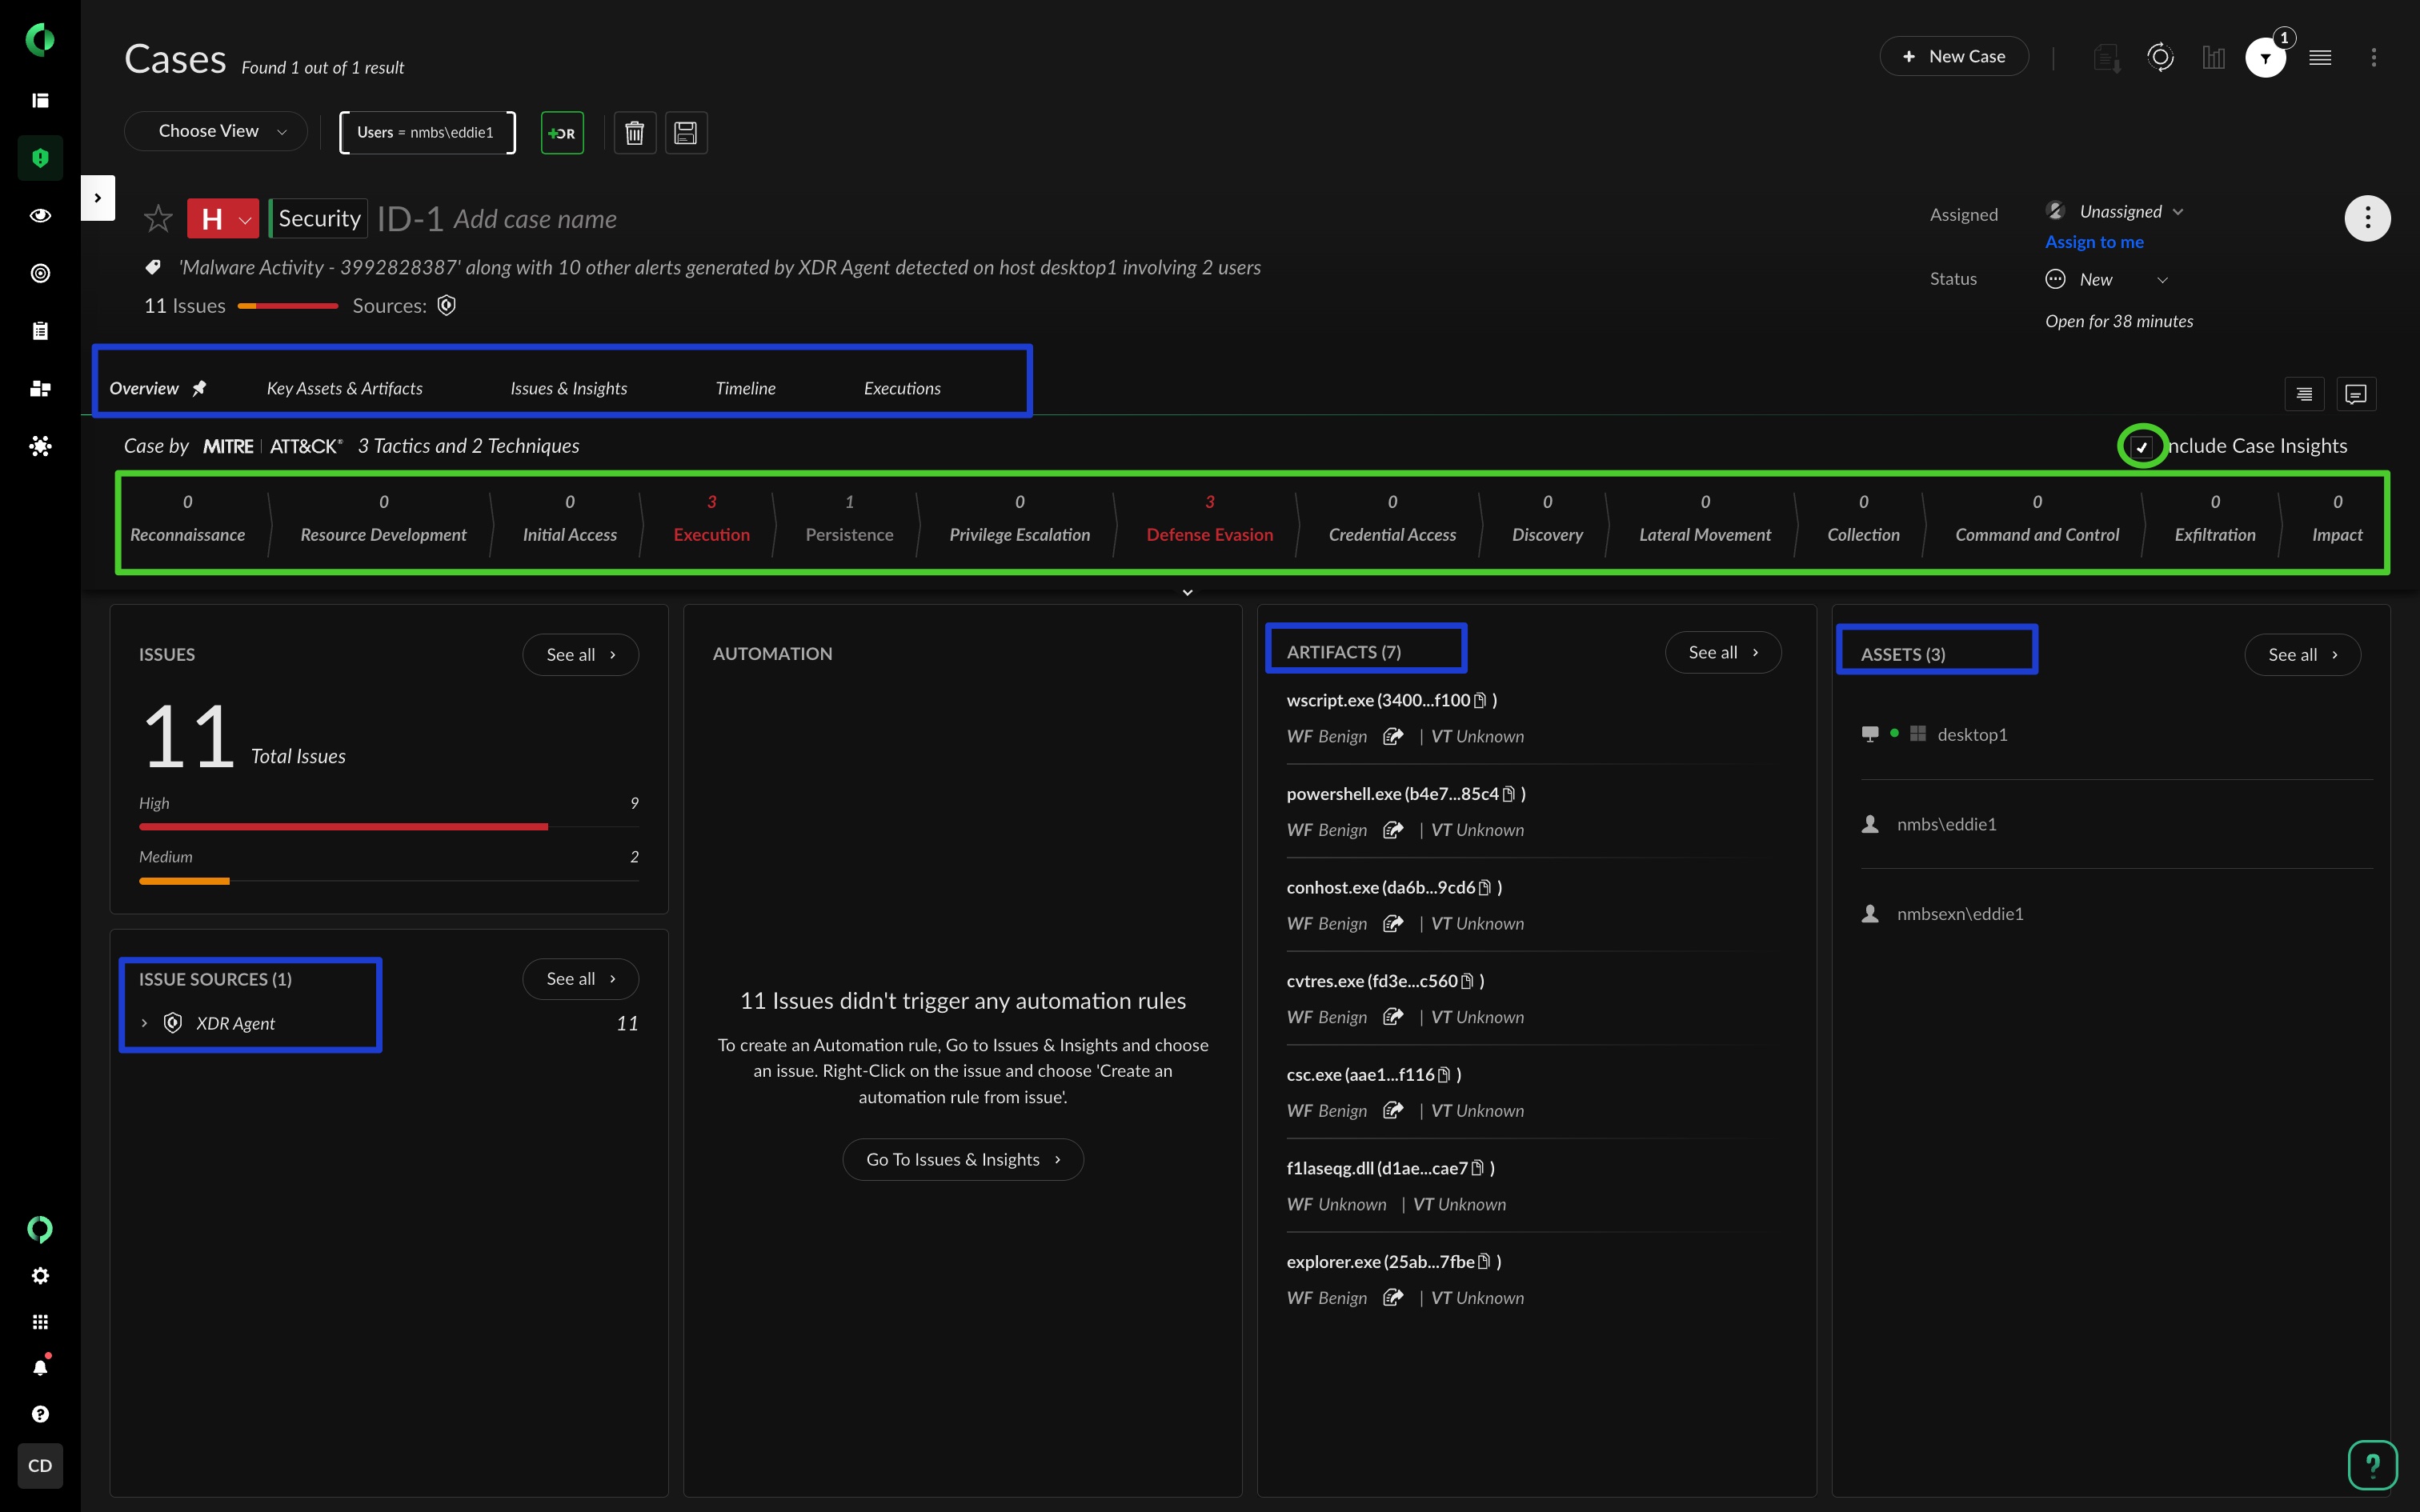 Cases Found 1 out of 1 result
+ New Case
1
Choose View
Users = nmbs\eddie1
+OR
H Security ID-1 Add case name
Assigned Unassigned
Assign to me
'Malware Activity - 3992828387' along with 10 other alerts generated by XDR Agent detected on host desktop1 involving 2 users
Status New
11 Issues Sources:
Open for 38 minutes
Overview Key Assets & Artifacts Issues & Insights Timeline Executions
Case by MITRE | ATT&CK® 3 Tactics and 2 Techniques
nclude Case Insights
0 0 0 3 1 0 3 0 0 0 0 0 0 0
Reconnaissance Resource Development Initial Access Execution Persistence Privilege Escalation Defense Evasion Credential Access Discovery Lateral Movement Collection Command and Control Exfiltration Impact
ISSUES See all
11 Total Issues
High 9
Medium 2
ISSUE SOURCES (1) See all
XDR Agent 11
AUTOMATION
11 Issues didn't trigger any automation rules
To create an Automation rule, Go to Issues & Insights and choose
an issue. Right-Click on the issue and choose 'Create an
automation rule from issue'.
Go To Issues & Insights
ARTIFACTS (7) See all
wscript.exe (3400...f100 )
WF Benign | VT Unknown
powershell.exe (b4e7...85c4 )
WF Benign | VT Unknown
conhost.exe (da6b...9cd6 )
WF Benign | VT Unknown
cvtres.exe (fd3e...c560 )
WF Benign | VT Unknown
csc.exe (aae1...f116 )
WF Benign | VT Unknown
f1laseqg.dll (d1ae...cae7 )
WF Unknown | VT Unknown
explorer.exe (25ab...7fbe )
WF Benign | VT Unknown
ASSETS (3) See all
desktop1
nmbs\eddie1
nmbsexn\eddie1
CD
?